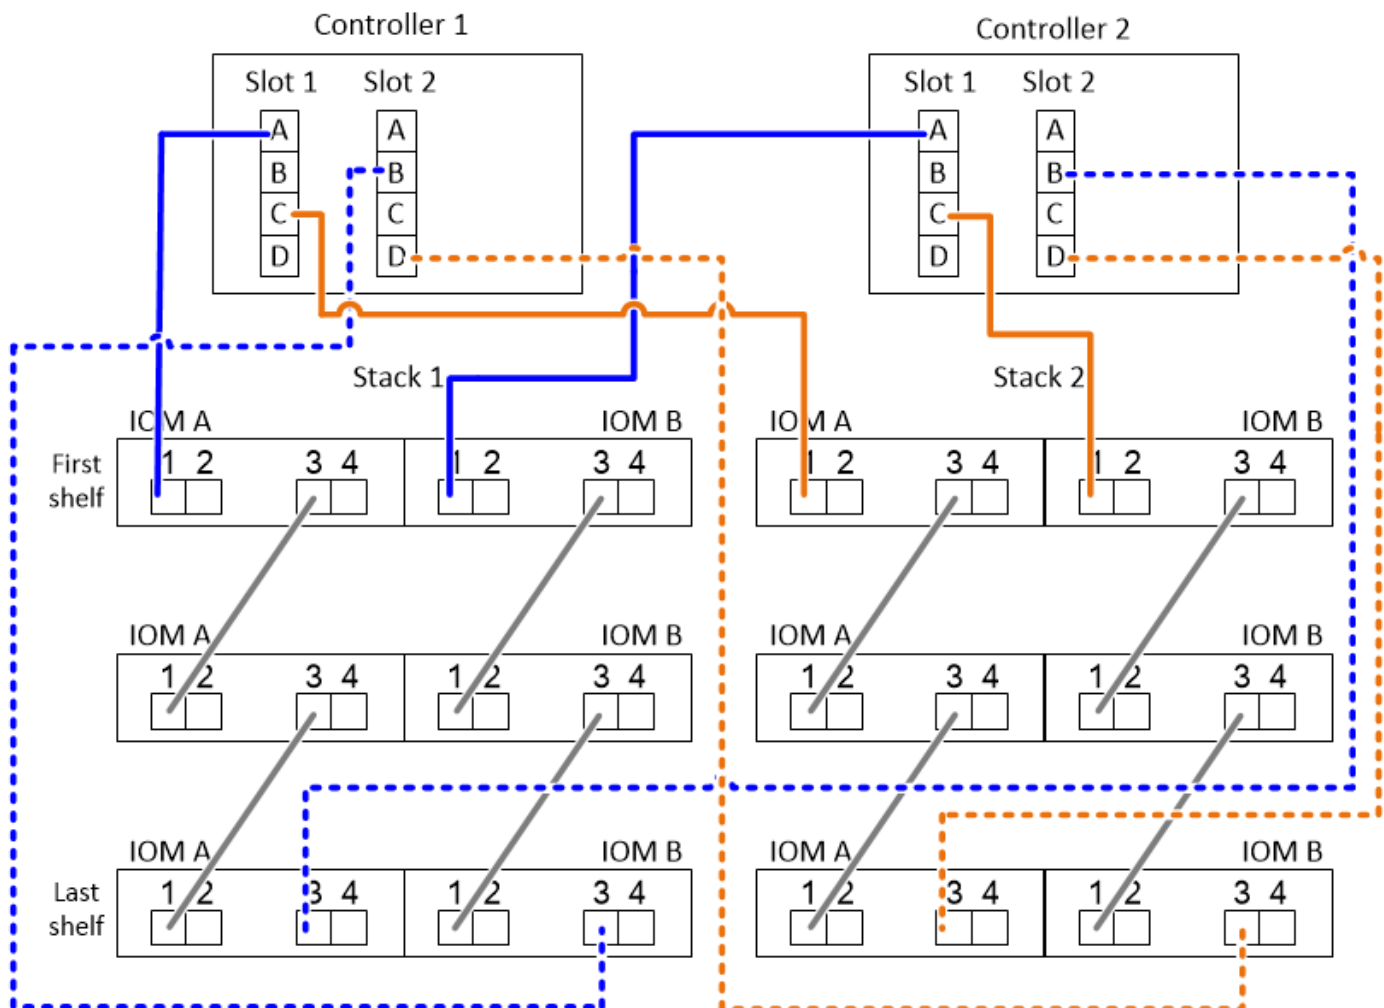 Controller 1
Controller 2
Slot 1 Slot 2
Slot 1 Slot 2
A A
B B
C C
D D
A A
B B
C C
D D
Stack 1
Stack 2
IOM A IOM B
IOM A IOM B
First shelf
1 2 3 4 1 2 3 4
1 2 3 4 1 2 3 4
IOM A IOM B
IOM A IOM B
1 2 3 4 1 2 3 4
1 2 3 4 1 2 3 4
IOM A IOM B
IOM A IOM B
Last shelf
1 2 3 4 1 2 3 4
1 2 3 4 1 2 3 4